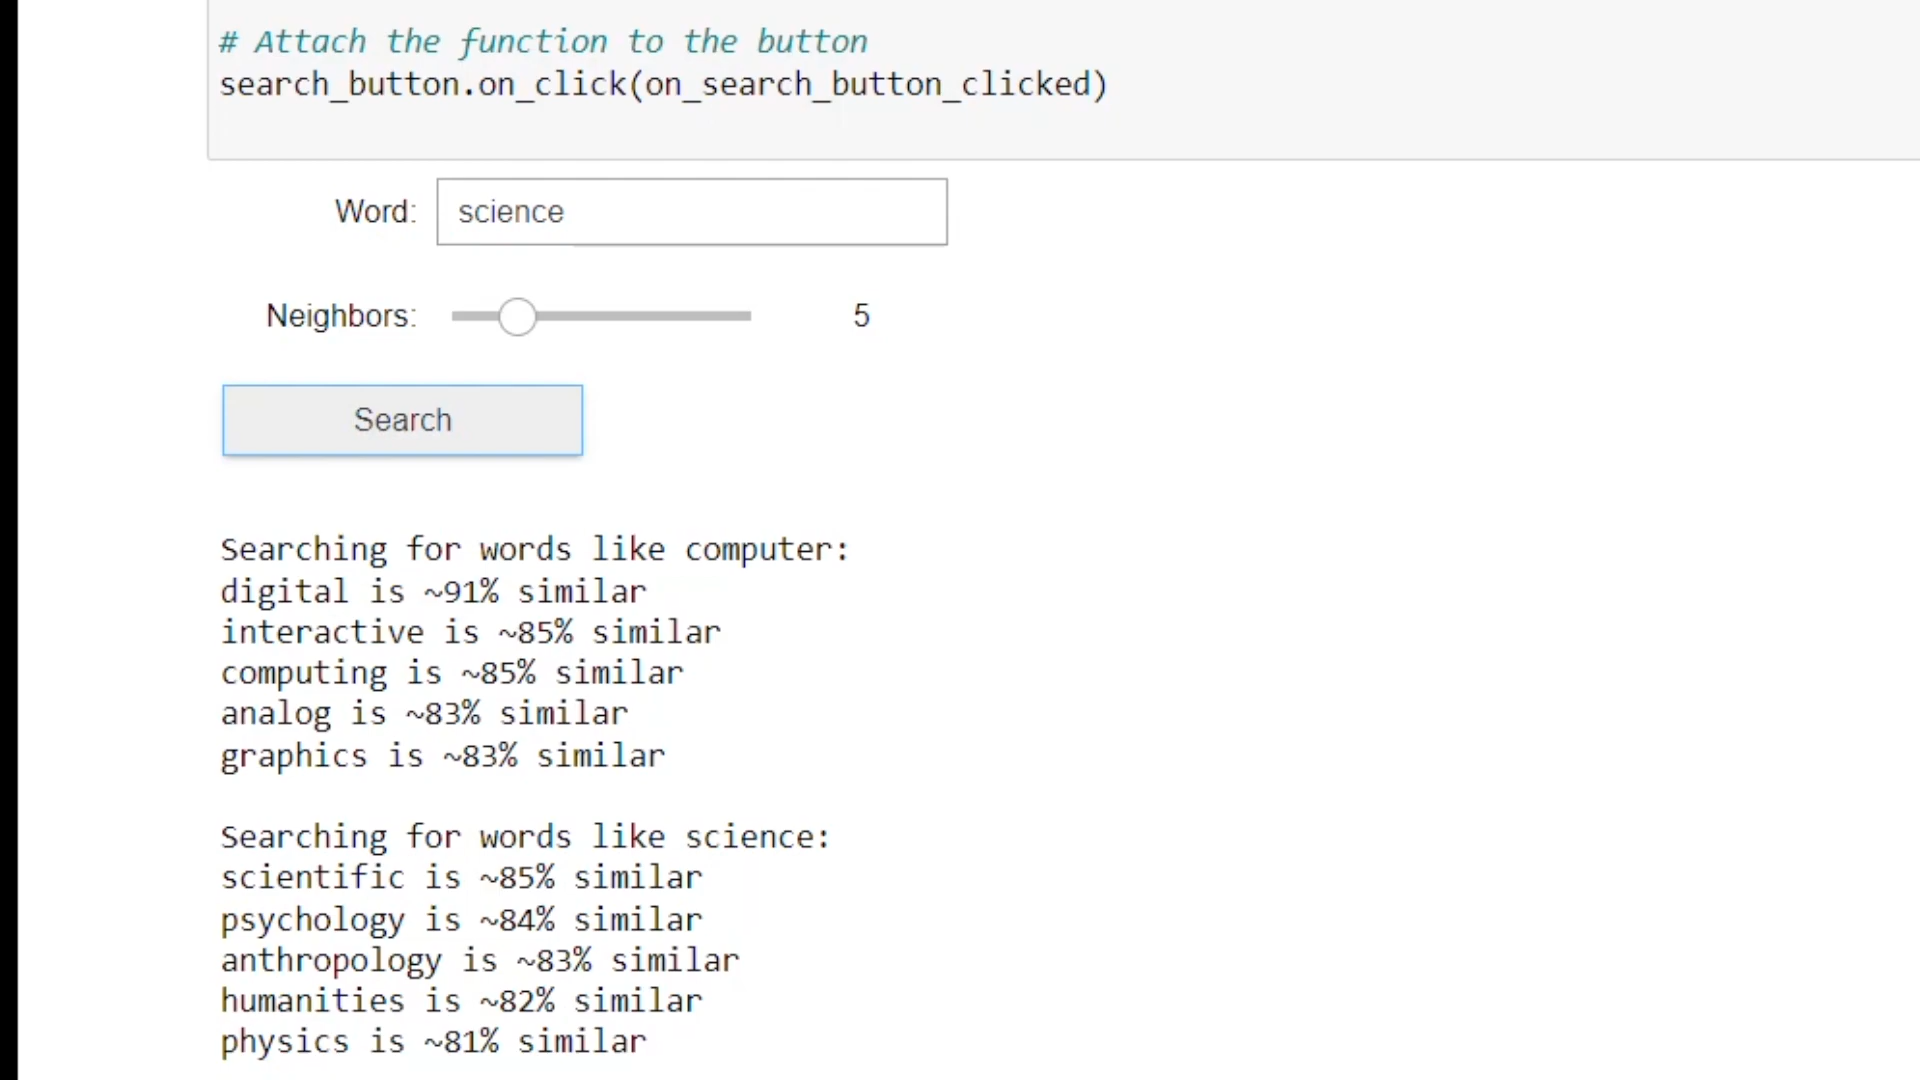 # Attach the function to the button
search_button.on_click(on_search_button_clicked)
Word: science
Neighbors: 5
Search
Searching for words like computer:
digital is ~91% similar
interactive is ~85% similar
computing is ~85% similar
analog is ~83% similar
graphics is ~83% similar
Searching for words like science:
scientific is ~85% similar
psychology is ~84% similar
anthropology is ~83% similar
humanities is ~82% similar
physics is ~81% similar